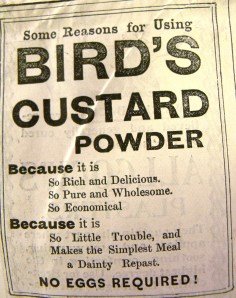 Some Reasons for Using
BIRD'S
CUSTARD
POWDER
Because it is
So Rich and Delicious.
So Pure and Wholesome.
So Economical
Because it is
So Little Trouble, and
Makes the Simplest Meal
a Dainty Repast.
NO EGGS REQUIRED!